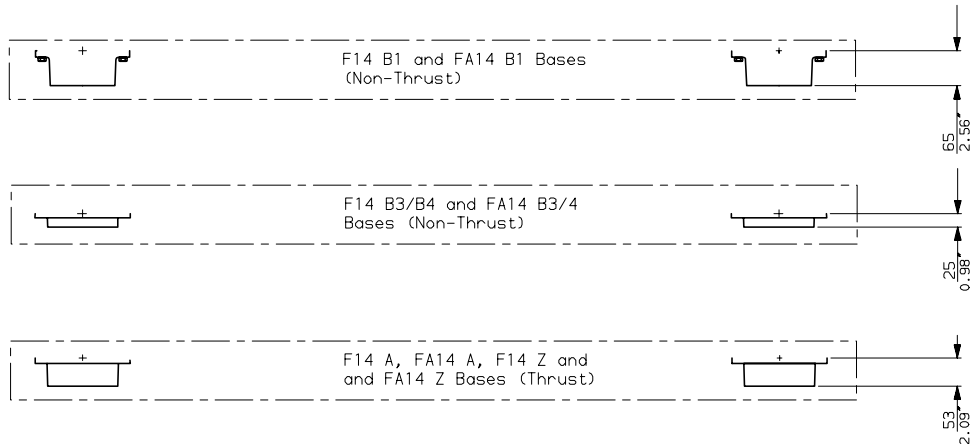 F14 B1 and FA14 B1 Bases
(Non-Thrust)
65
2.56"
F14 B3/B4 and FA14 B3/4
Bases (Non-Thrust)
25
0.98"
F14 A, FA14 A, F14 Z and
and FA14 Z Bases (Thrust)
53
2.09"